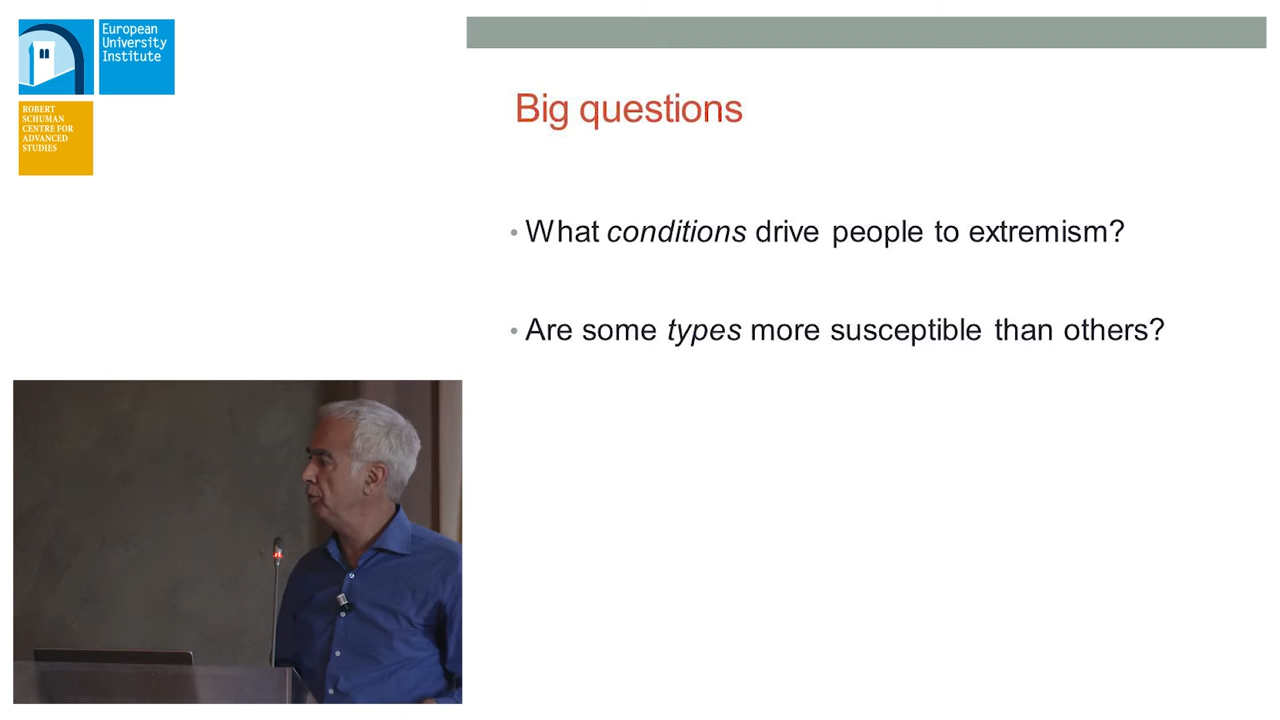 European
University
Institute
ROBERT
SCHUMAN
CENTRE FOR
ADVANCED
STUDIES
Big questions
• What conditions drive people to extremism?
• Are some types more susceptible than others?